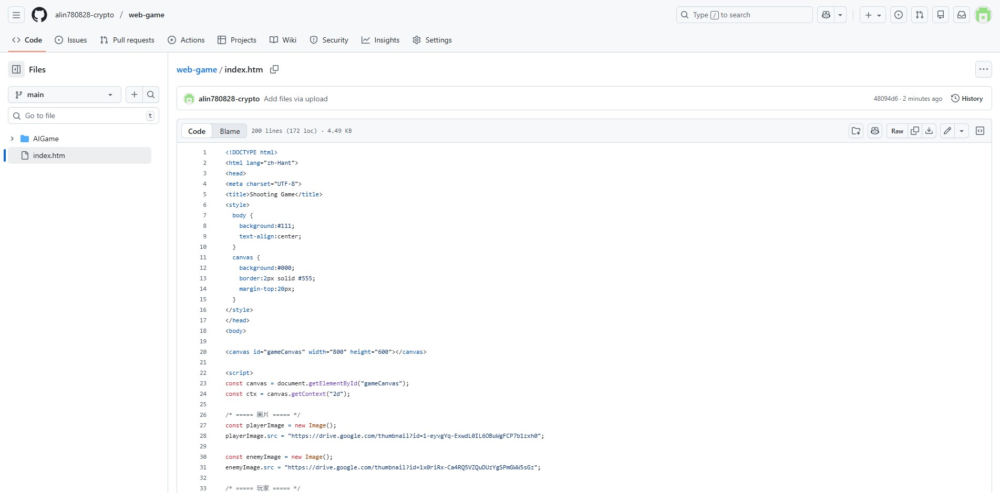 alin780828-crypto / web-game
Type / to search
Code Issues Pull requests Actions Projects Wiki Security Insights Settings
Files
main
Go to file t
AIGame
index.htm
web-game / index.htm
alin780828-crypto Add files via upload
48094d6 · 2 minutes ago History
Code Blame 200 lines (172 loc) · 4.49 KB
Raw
1 <!DOCTYPE html>
2 <html lang="zh-Hant">
3 <head>
4 <meta charset="UTF-8">
5 <title>Shooting Game</title>
6 <style>
7 body {
8 background:#111;
9 text-align:center;
10 }
11 canvas {
12 background:#000;
13 border:2px solid #555;
14 margin-top:20px;
15 }
16 </style>
17 </head>
18 <body>
19
20 <canvas id="gameCanvas" width="800" height="600"></canvas>
21
22 <script>
23 const canvas = document.getElementById("gameCanvas");
24 const ctx = canvas.getContext("2d");
25
26 /* ===== 圖片 ===== */
27 const playerImage = new Image();
28 playerImage.src = "https://drive.google.com/thumbnail?id=1-eyvgYq-ExwdL0IL6OBuWgFCP7b1zxh0";
29
30 const enemyImage = new Image();
31 enemyImage.src = "https://drive.google.com/thumbnail?id=1x0riRx-Ca4RQ5VZQuDUzYgSPmGWW5sGz";
32
33 /* ===== 玩家 ===== */